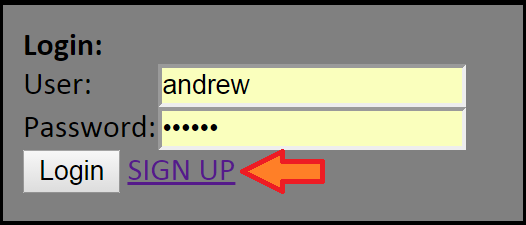 Login:
User: andrew
Password: ••••••
Login SIGN UP